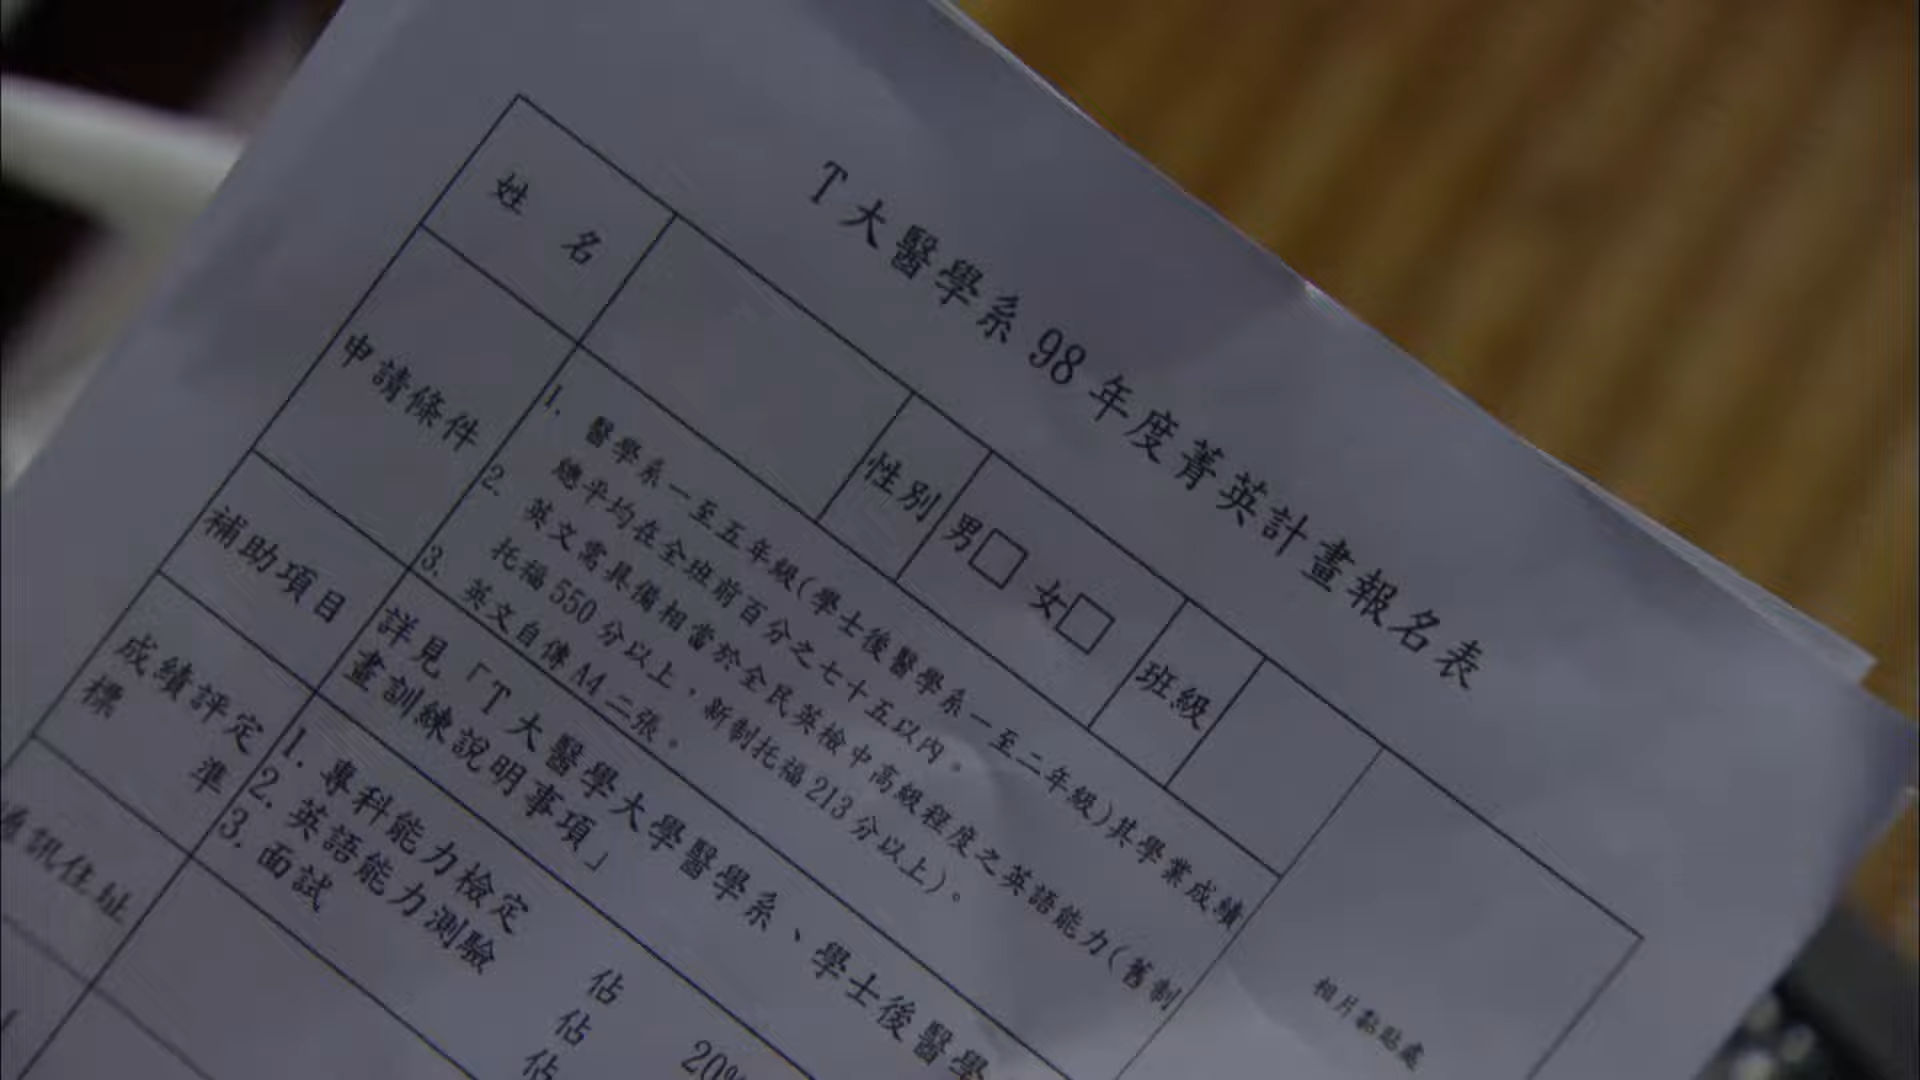 T大醫學系98年度菁英計畫報名表
姓 名
性別
男□ 女□
班級
相片黏貼處
申請條件
1. 醫學系一至五年級(學士後醫學系一至二年級)其學業成績
總平均在全班前百分之七十五以內。
2. 英文需具備相當於全民英檢中高級程度之英語能力(舊制
托福550分以上,新制托福213分以上)。
3. 英文自傳A4二張。
補助項目
詳見「T大醫學大學醫學系、學士後醫學
畫訓練說明事項」
成績評定標
準
1. 專科能力檢定 佔 20%
2. 英語能力測驗 佔
3. 面試 佔
通訊住址